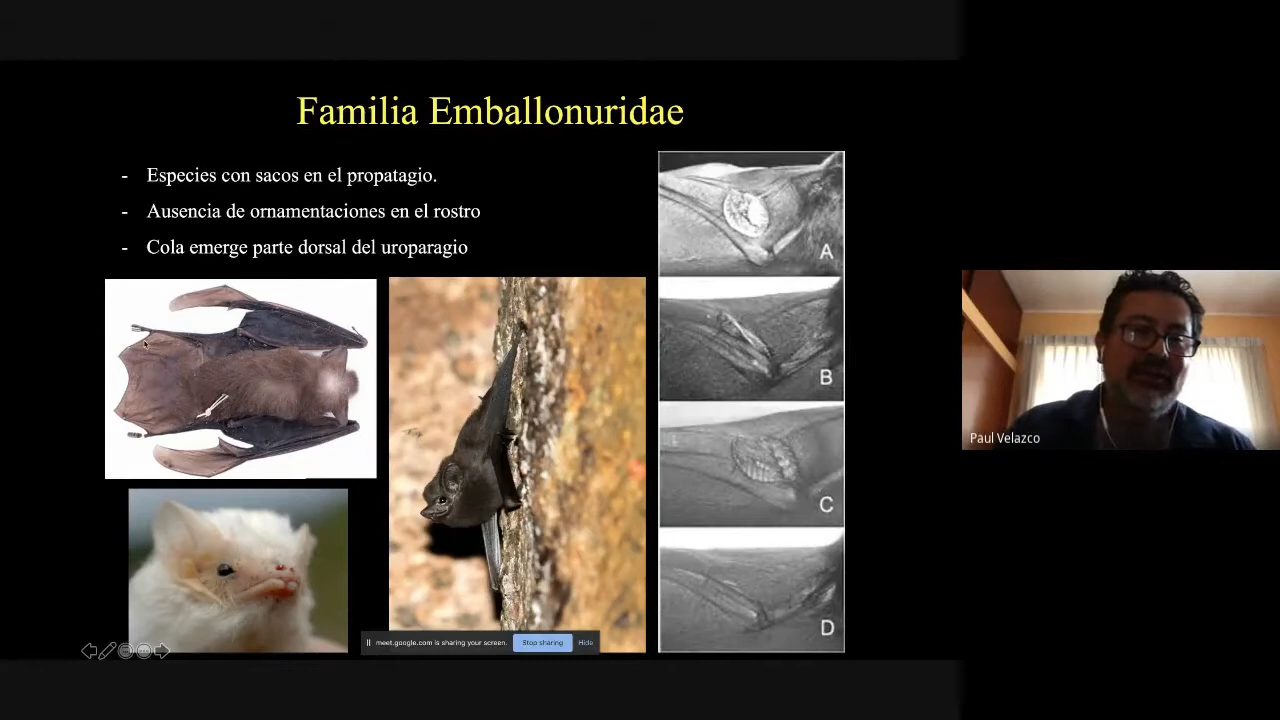 Familia Emballonuridae
- Especies con sacos en el propatagio.
- Ausencia de ornamentaciones en el rostro
- Cola emerge parte dorsal del uroparagio
A
B
C
D
Paul Velazco
meet.google.com is sharing your screen. Stop sharing Hide